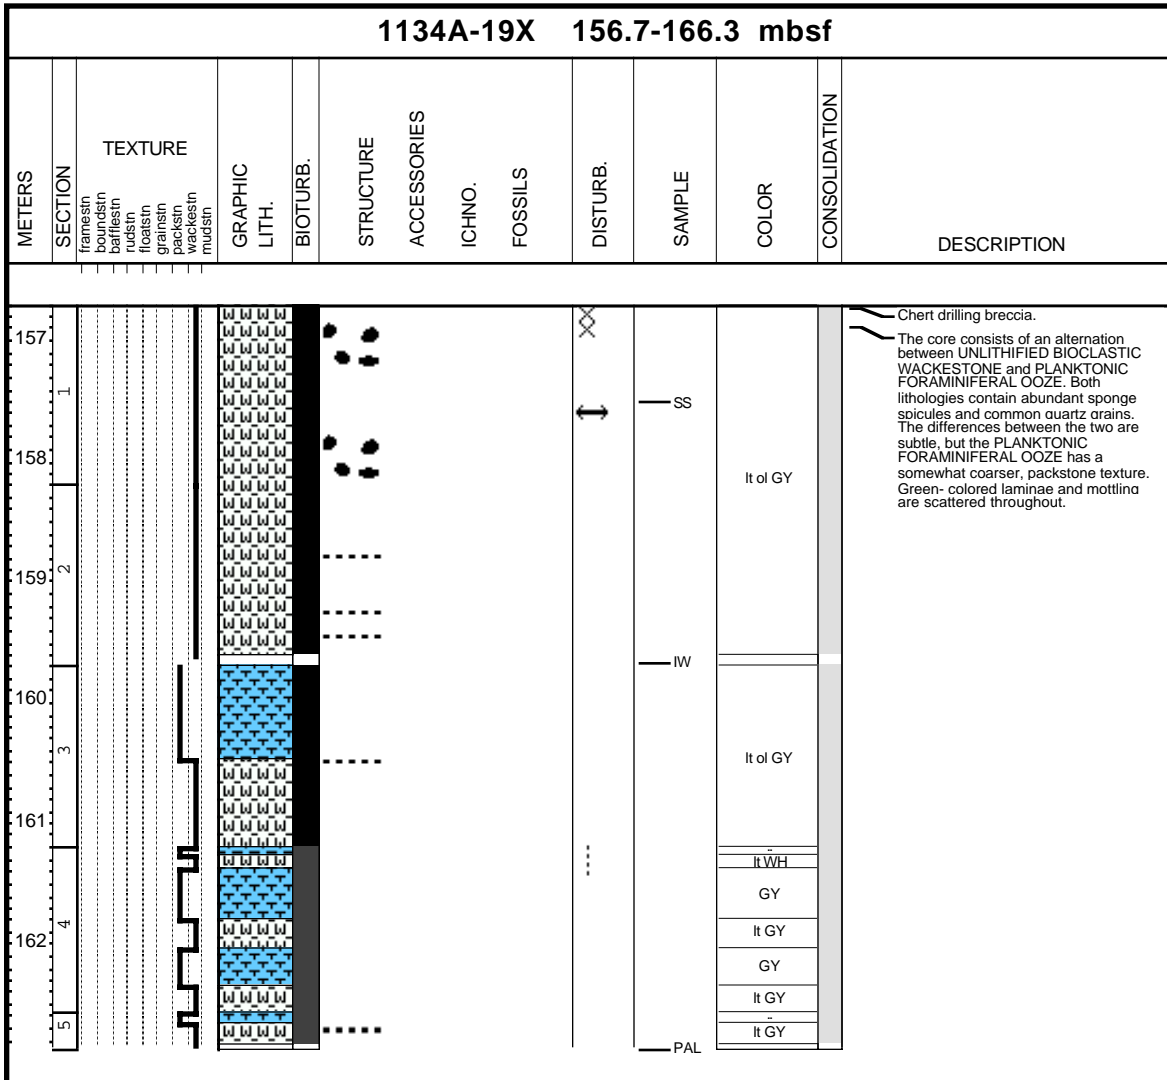 1134A-19X 156.7-166.3 mbsf
METERS
SECTION
TEXTURE
framestn
boundstn
bafflestn
rudstn
floatstn
grainstn
packstn
wackestn
mudstn
GRAPHIC
LITH.
BIOTURB.
STRUCTURE
ACCESSORIES
ICHNO.
FOSSILS
DISTURB.
SAMPLE
COLOR
CONSOLIDATION
DESCRIPTION
157
158
159
160
161
162
1
2
3
4
5
SS
IW
PAL
lt ol GY
lt ol GY
--
lt WH
GY
lt GY
GY
lt GY
--
lt GY
Chert drilling breccia.
The core consists of an alternation
between UNLITHIFIED BIOCLASTIC
WACKESTONE and PLANKTONIC
FORAMINIFERAL OOZE. Both
lithologies contain abundant sponge
spicules and common quartz grains.
The differences between the two are
subtle, but the PLANKTONIC
FORAMINIFERAL OOZE has a
somewhat coarser, packstone texture.
Green- colored laminae and mottling
are scattered throughout.